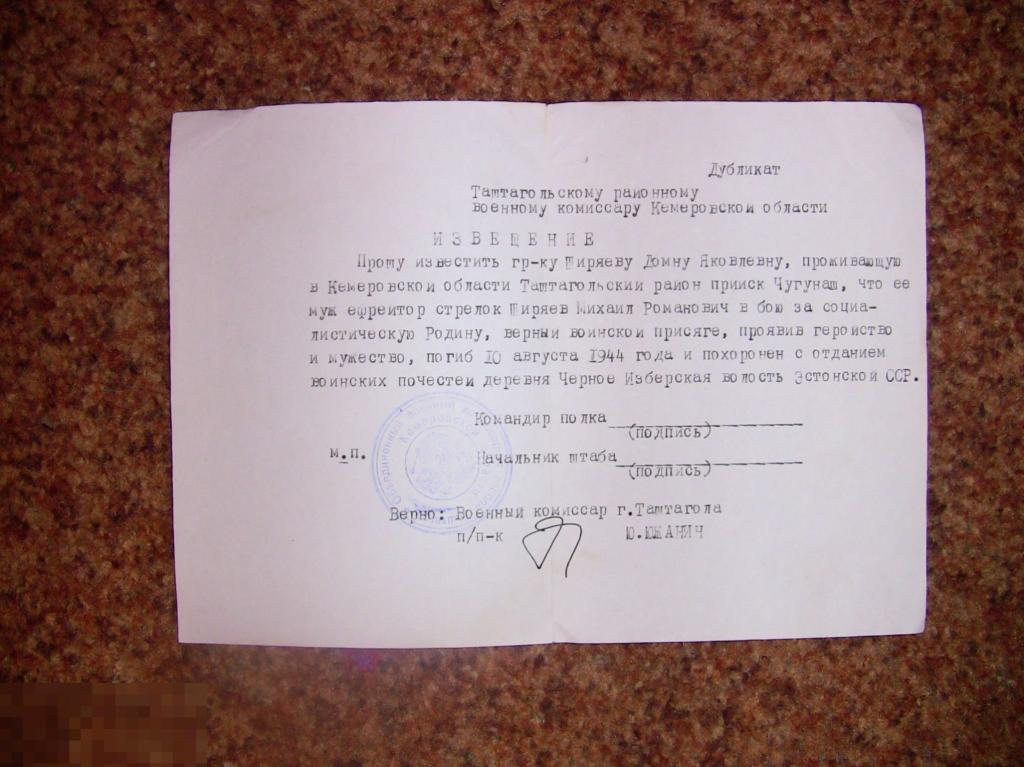 Дубликат
Таштагольскому районному
военному комиссару Кемеровской области
ИЗВЕЩЕНИЕ
Прошу известить гр-ку Ширяеву Домну Яковлевну, проживающую
в Кемеровской области Таштагольский район прииск Чугунаш, что ее
муж ефрейтор стрелок Ширяев Михаил Романович в бою за социа-
листическую Родину, верный воинской присяге, проявив геройство
и мужество, погиб 10 августа 1944 года и похоронен с отданием
воинских почестей деревня Черное Изберская волость Эстонской ССР.
Командир полка
(подпись)
м.п.
Начальник штаба
(подпись)
Верно: Военный комиссар г.Таштагола
п/п-к Ю.ЮЖАНИН